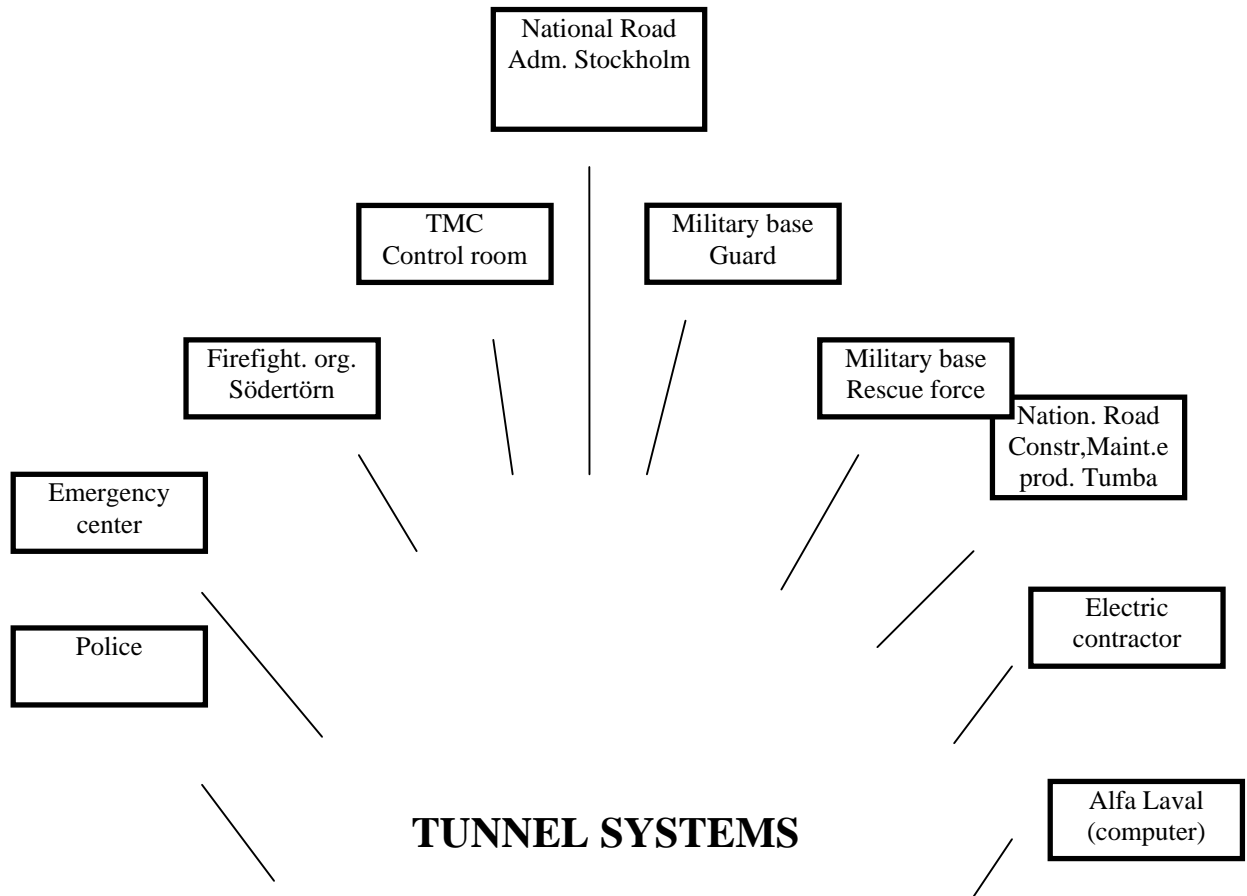 National Road
Adm. Stockholm
TMC
Control room
Military base
Guard
Firefight. org.
Södertörn
Military base
Rescue force
Nation. Road
Constr,Maint.e
prod. Tumba
Emergency
center
Electric
contractor
Police
Alfa Laval
(computer)
TUNNEL SYSTEMS